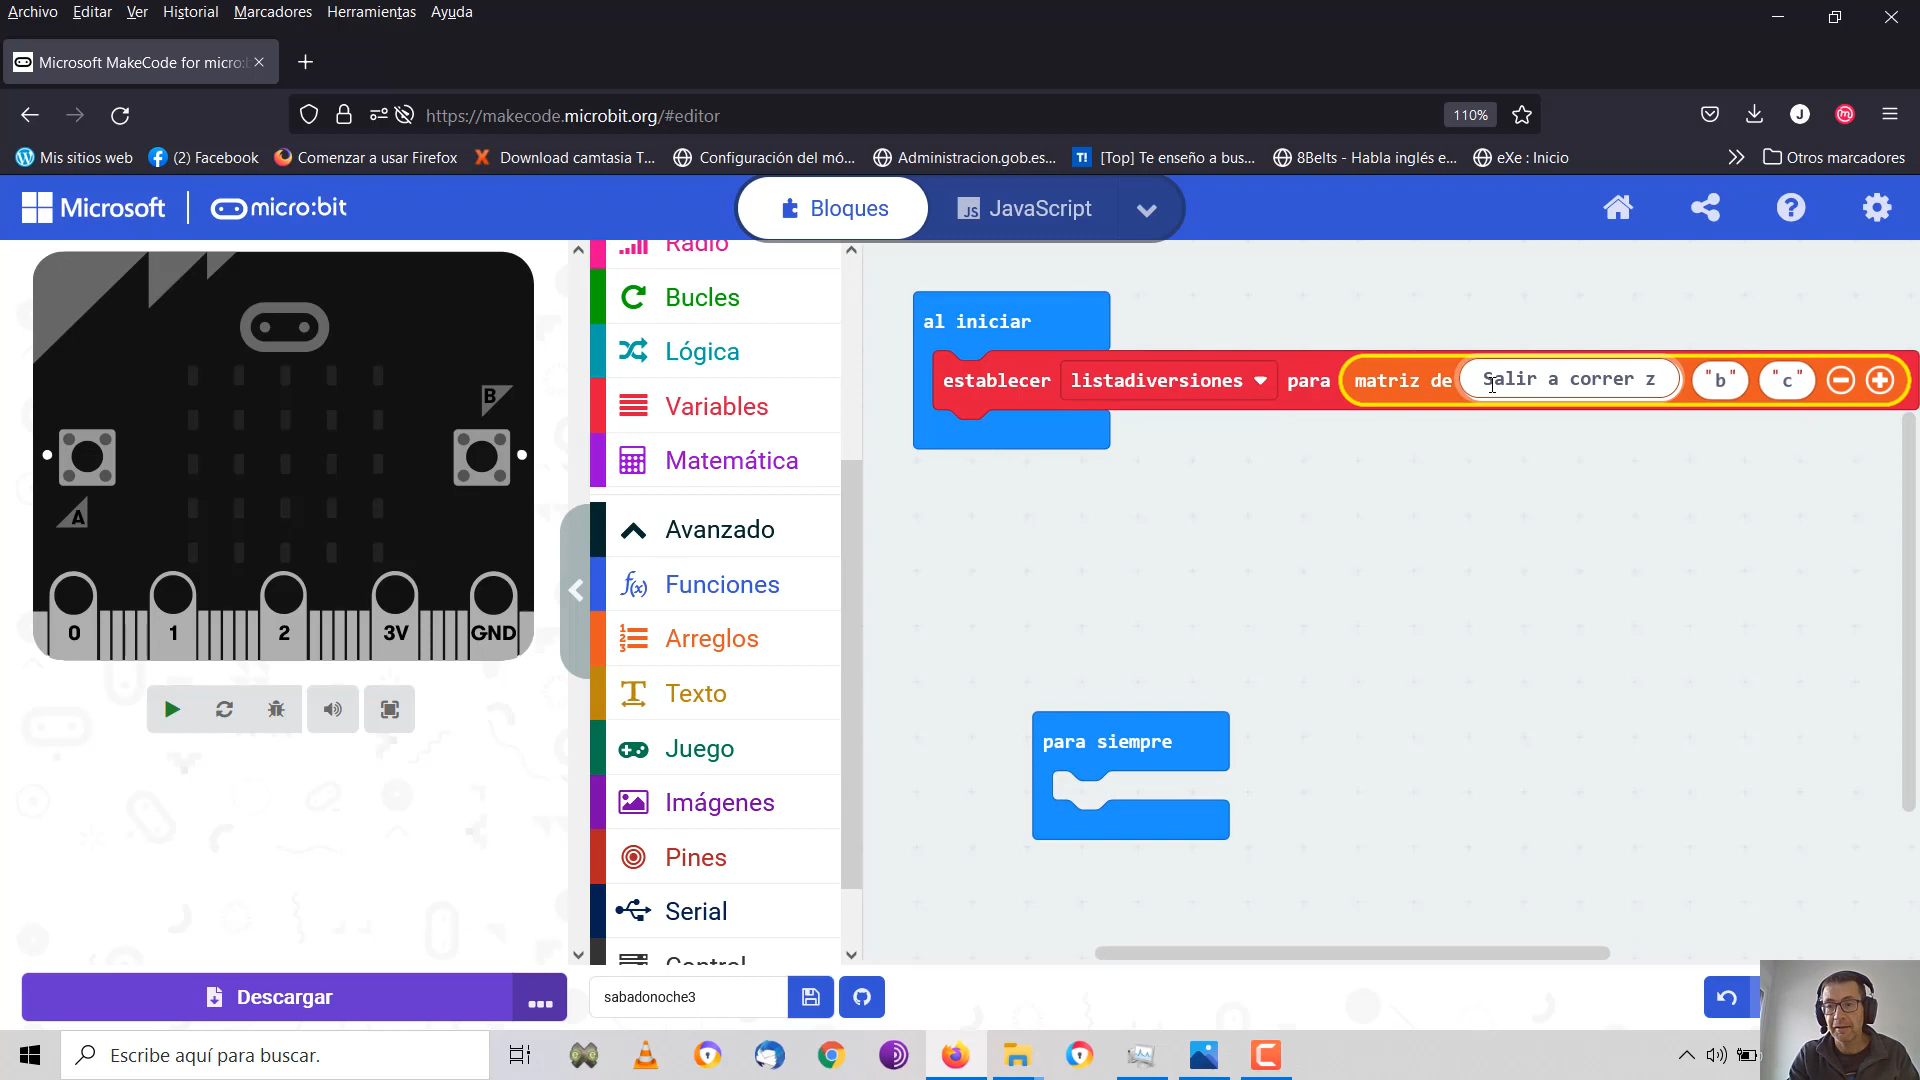 Archivo Editar Ver Historial Marcadores Herramientas Ayuda
Microsoft MakeCode for micro:b
https://makecode.microbit.org/#editor 110% J m
Mis sitios web (2) Facebook Comenzar a usar Firefox Download camtasia T... Configuración del mó... Administracion.gob.es... T! [Top] Te enseño a bus... 8Belts - Habla inglés e... eXe : Inicio Otros marcadores
Microsoft micro:bit Bloques JS JavaScript
Radio
Bucles
Lógica
Variables
Matemática
Avanzado
Funciones
Arreglos
Texto
Juego
Imágenes
Pines
Serial
Control
al iniciar
establecer listadiversiones para matriz de Salir a correr z "b" "c"
para siempre
B
A
0 1 2 3V GND
Descargar ... sabadonoche3
Escribe aquí para buscar.